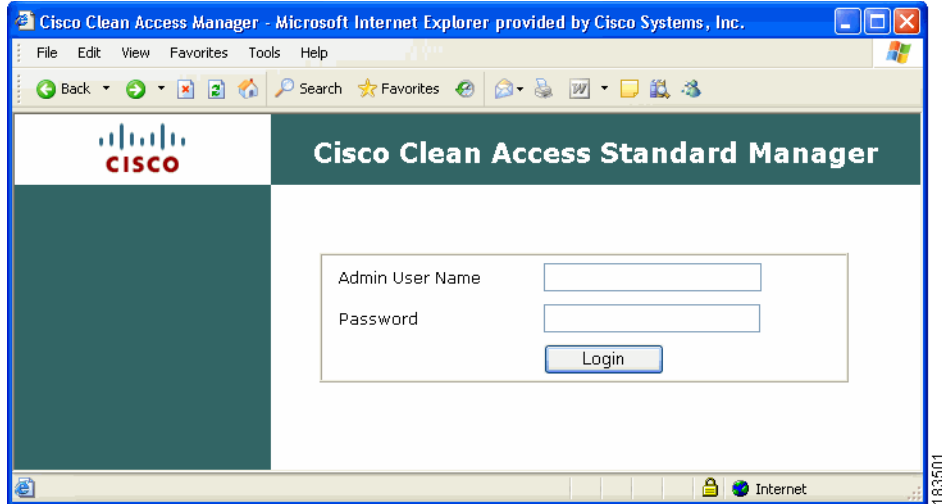 Cisco Clean Access Manager - Microsoft Internet Explorer provided by Cisco Systems, Inc.
File Edit View Favorites Tools Help
Back Search Favorites W
CISCO
Cisco Clean Access Standard Manager
Admin User Name
Password
Login
Internet
183501